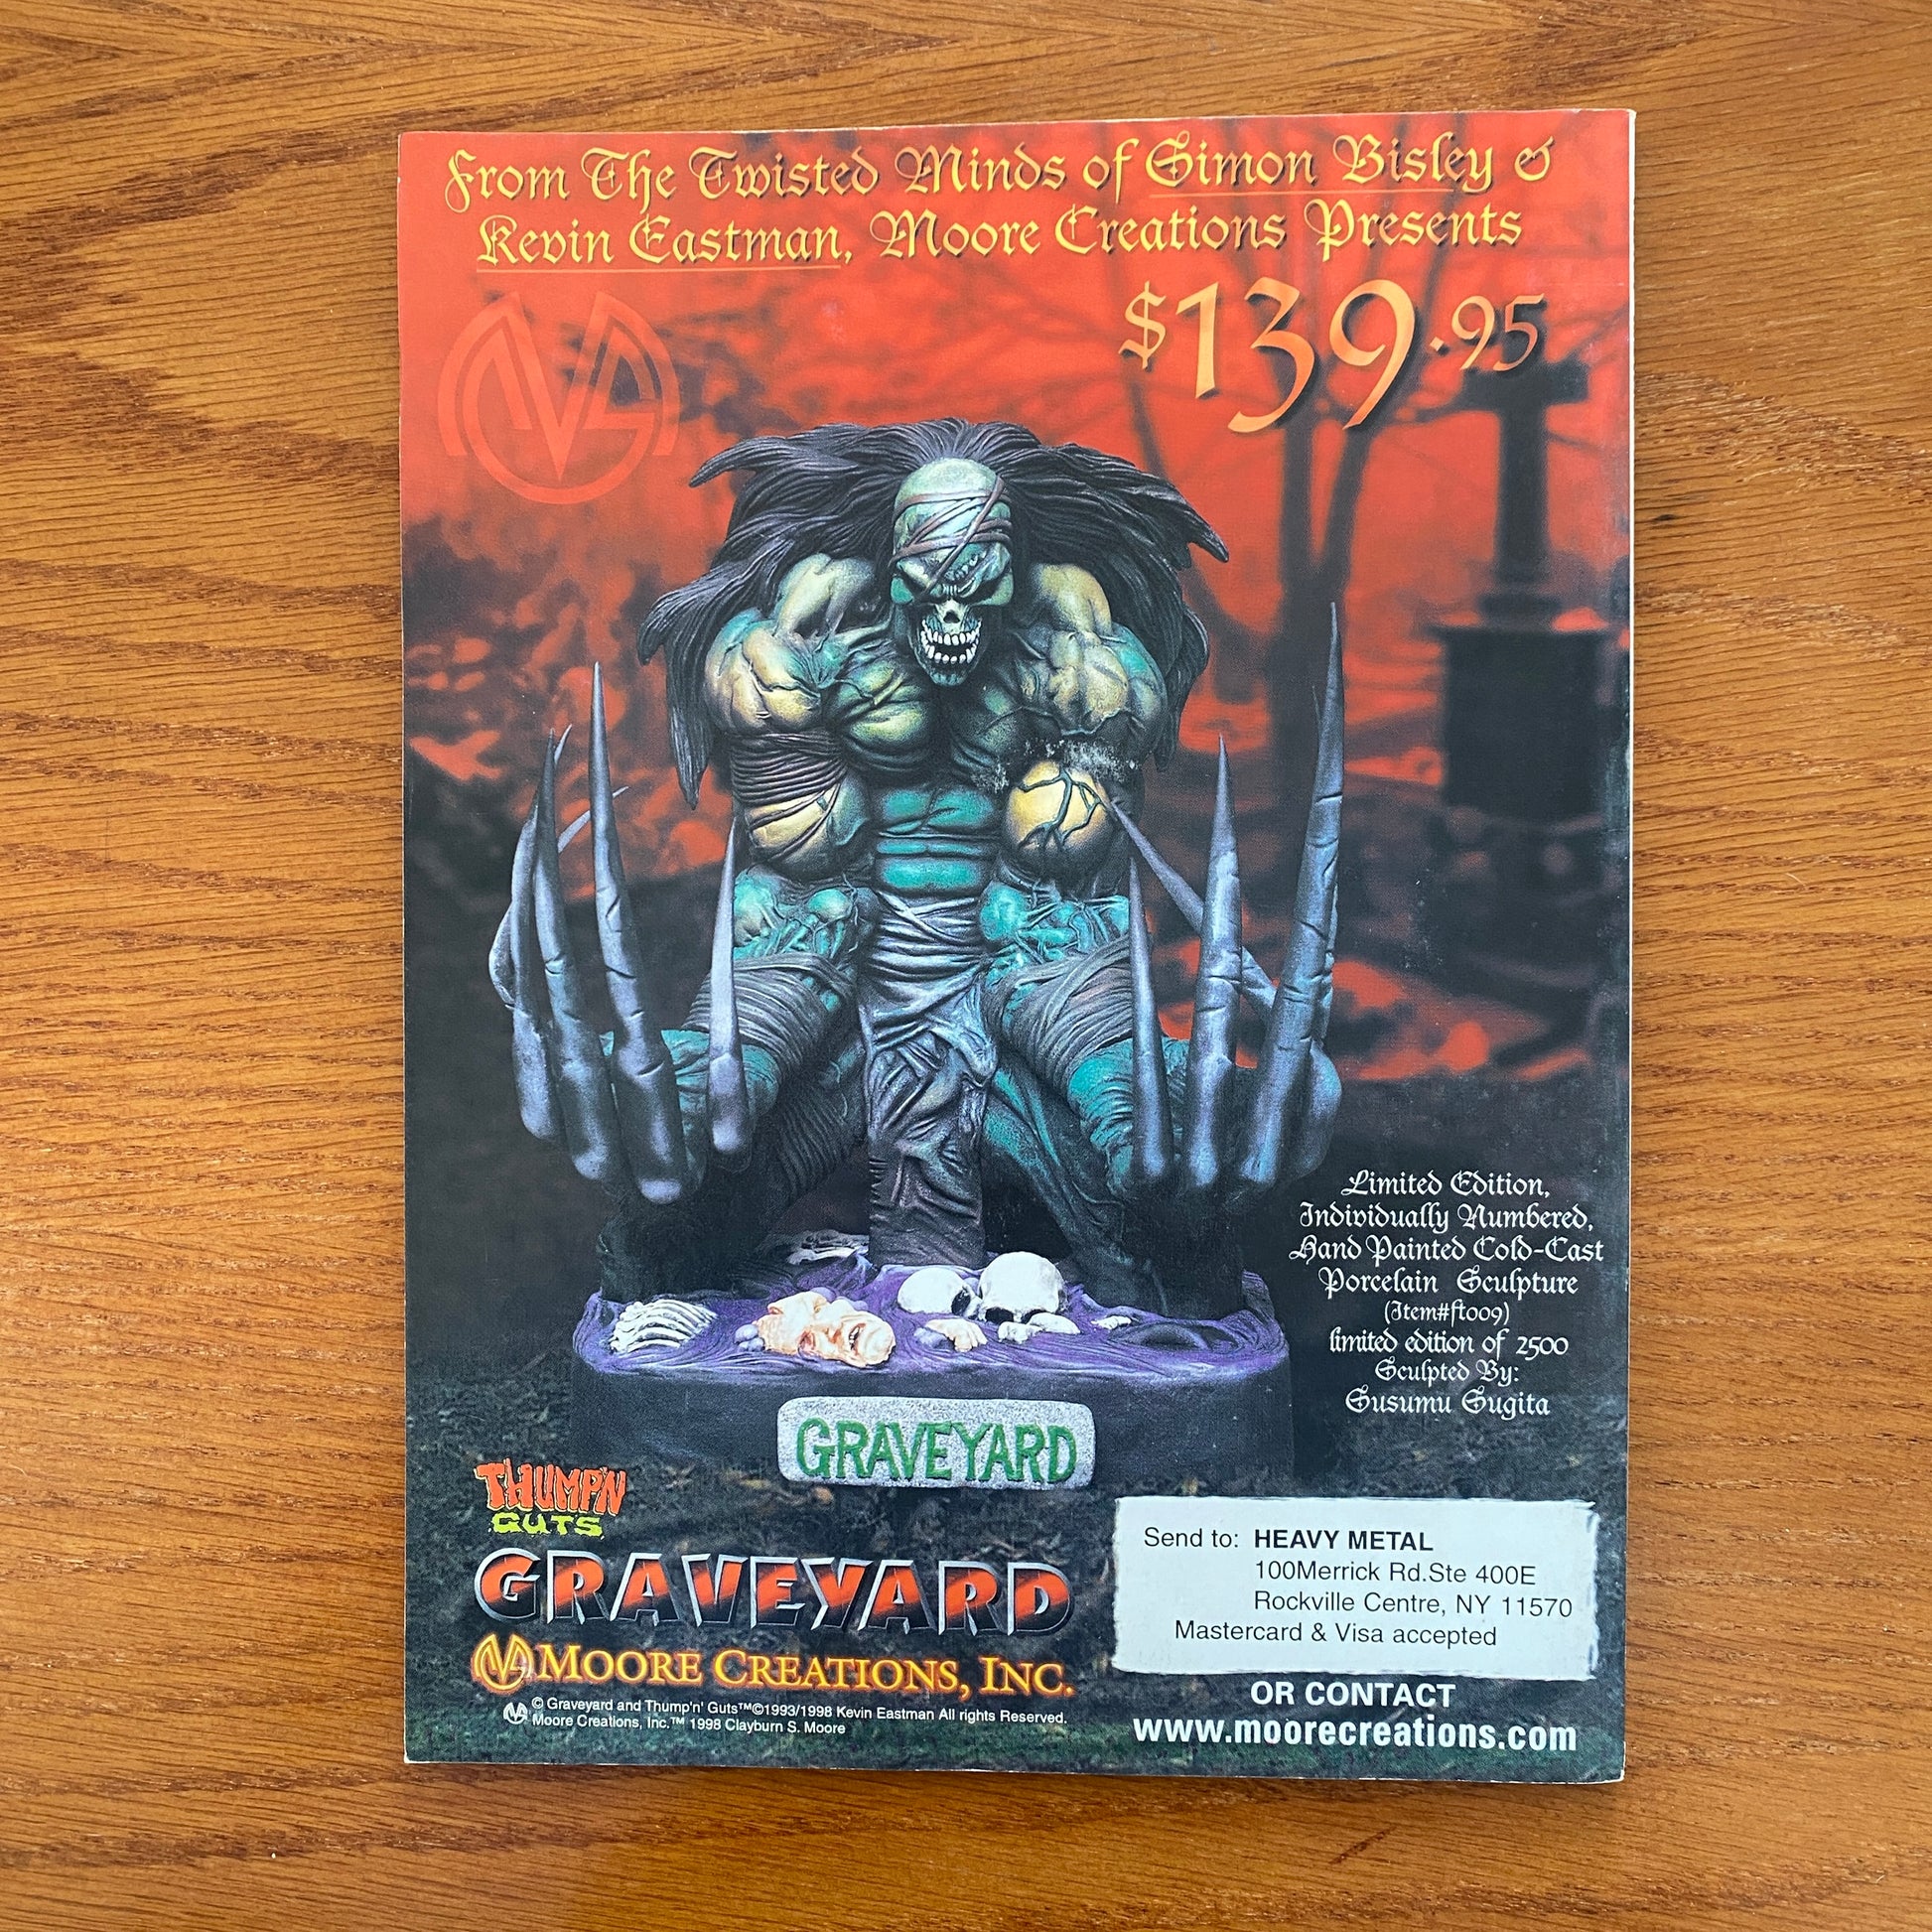 From The Twisted Minds of Simon Bisley &
Kevin Eastman, Moore Creations Presents
$139.95
Limited Edition,
Individually Numbered,
Hand Painted Cold-Cast
Porcelain Sculpture
(Item#ft009)
limited edition of 2500
Sculpted By:
Susumu Sugita
GRAVEYARD
THUMP'N
GUTS
GRAVEYARD
MOORE CREATIONS, INC.
© Graveyard and Thump'n' Guts™©1993/1998 Kevin Eastman All rights Reserved.
Moore Creations, Inc.™ 1998 Clayburn S. Moore
Send to: HEAVY METAL
100Merrick Rd.Ste 400E
Rockville Centre, NY 11570
Mastercard & Visa accepted
OR CONTACT
www.moorecreations.com